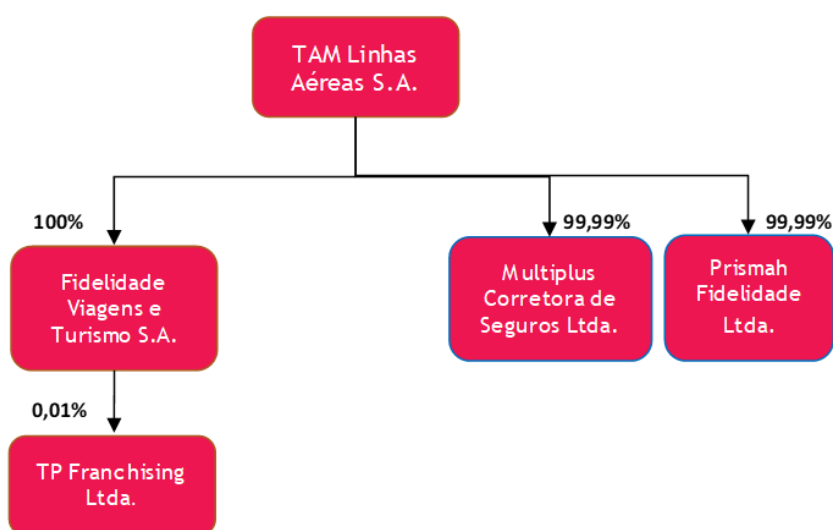 TAM Linhas
Aéreas S.A.
100%
99,99%
99,99%
Fidelidade
Viagens e
Turismo S.A.
Multiplus
Corretora de
Seguros Ltda.
Prismah
Fidelidade
Ltda.
0,01%
TP Franchising
Ltda.